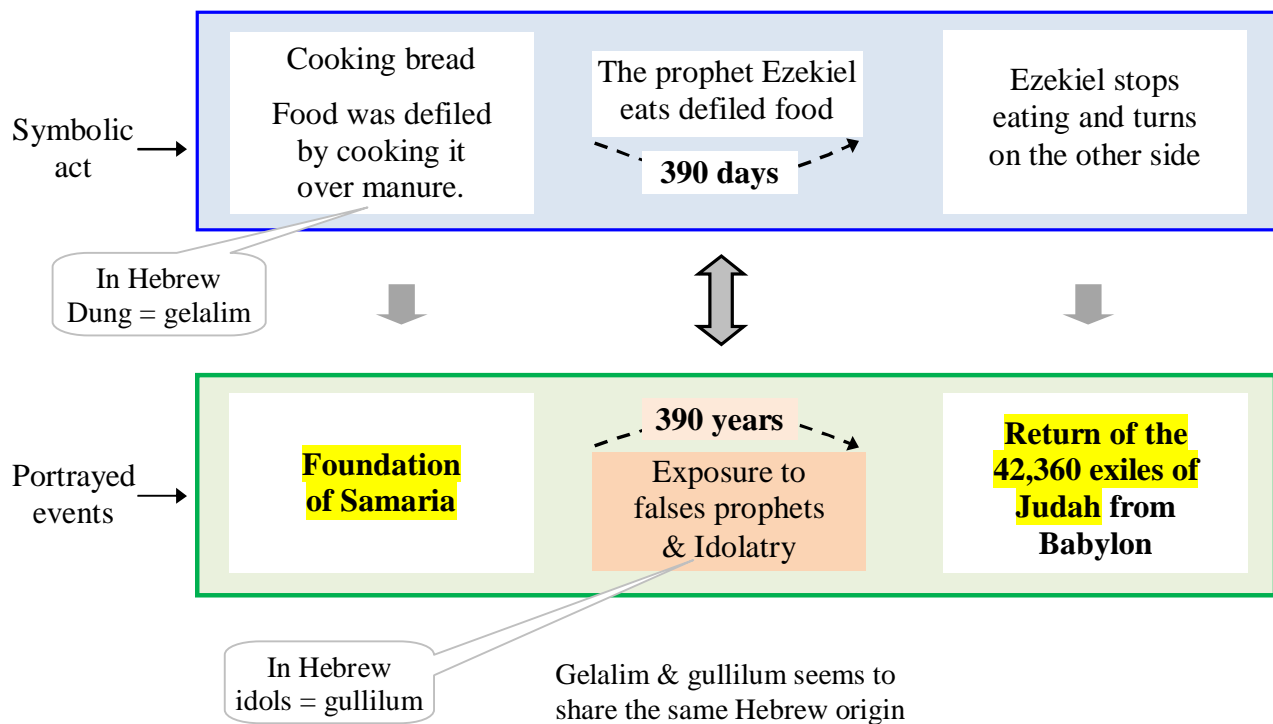 Symbolic
act
Cooking bread
Food was defiled
by cooking it
over manure.
The prophet Ezekiel
eats defiled food
390 days
Ezekiel stops
eating and turns
on the other side
In Hebrew
Dung = gelalim
Portrayed
events
Foundation
of Samaria
390 years
Exposure to
falses prophets
& Idolatry
Return of the
42,360 exiles of
Judah from
Babylon
In Hebrew
idols = gullilum
Gelalim & gullilum seems to
share the same Hebrew origin